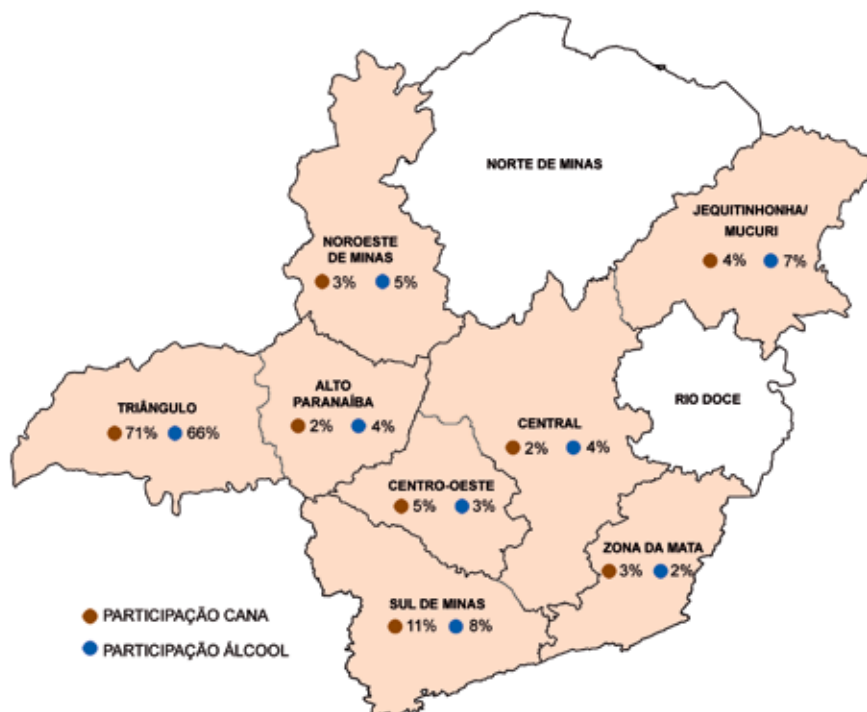 NORTE DE MINAS
JEQUITINHONHA/
MUCURI
4% 7%
NOROESTE
DE MINAS
3% 5%
ALTO
PARANAÍBA
2% 4%
TRIÂNGULO
71% 66%
RIO DOCE
CENTRAL
2% 4%
CENTRO-OESTE
5% 3%
ZONA DA MATA
3% 2%
SUL DE MINAS
11% 8%
PARTICIPAÇÃO CANA
PARTICIPAÇÃO ÁLCOOL